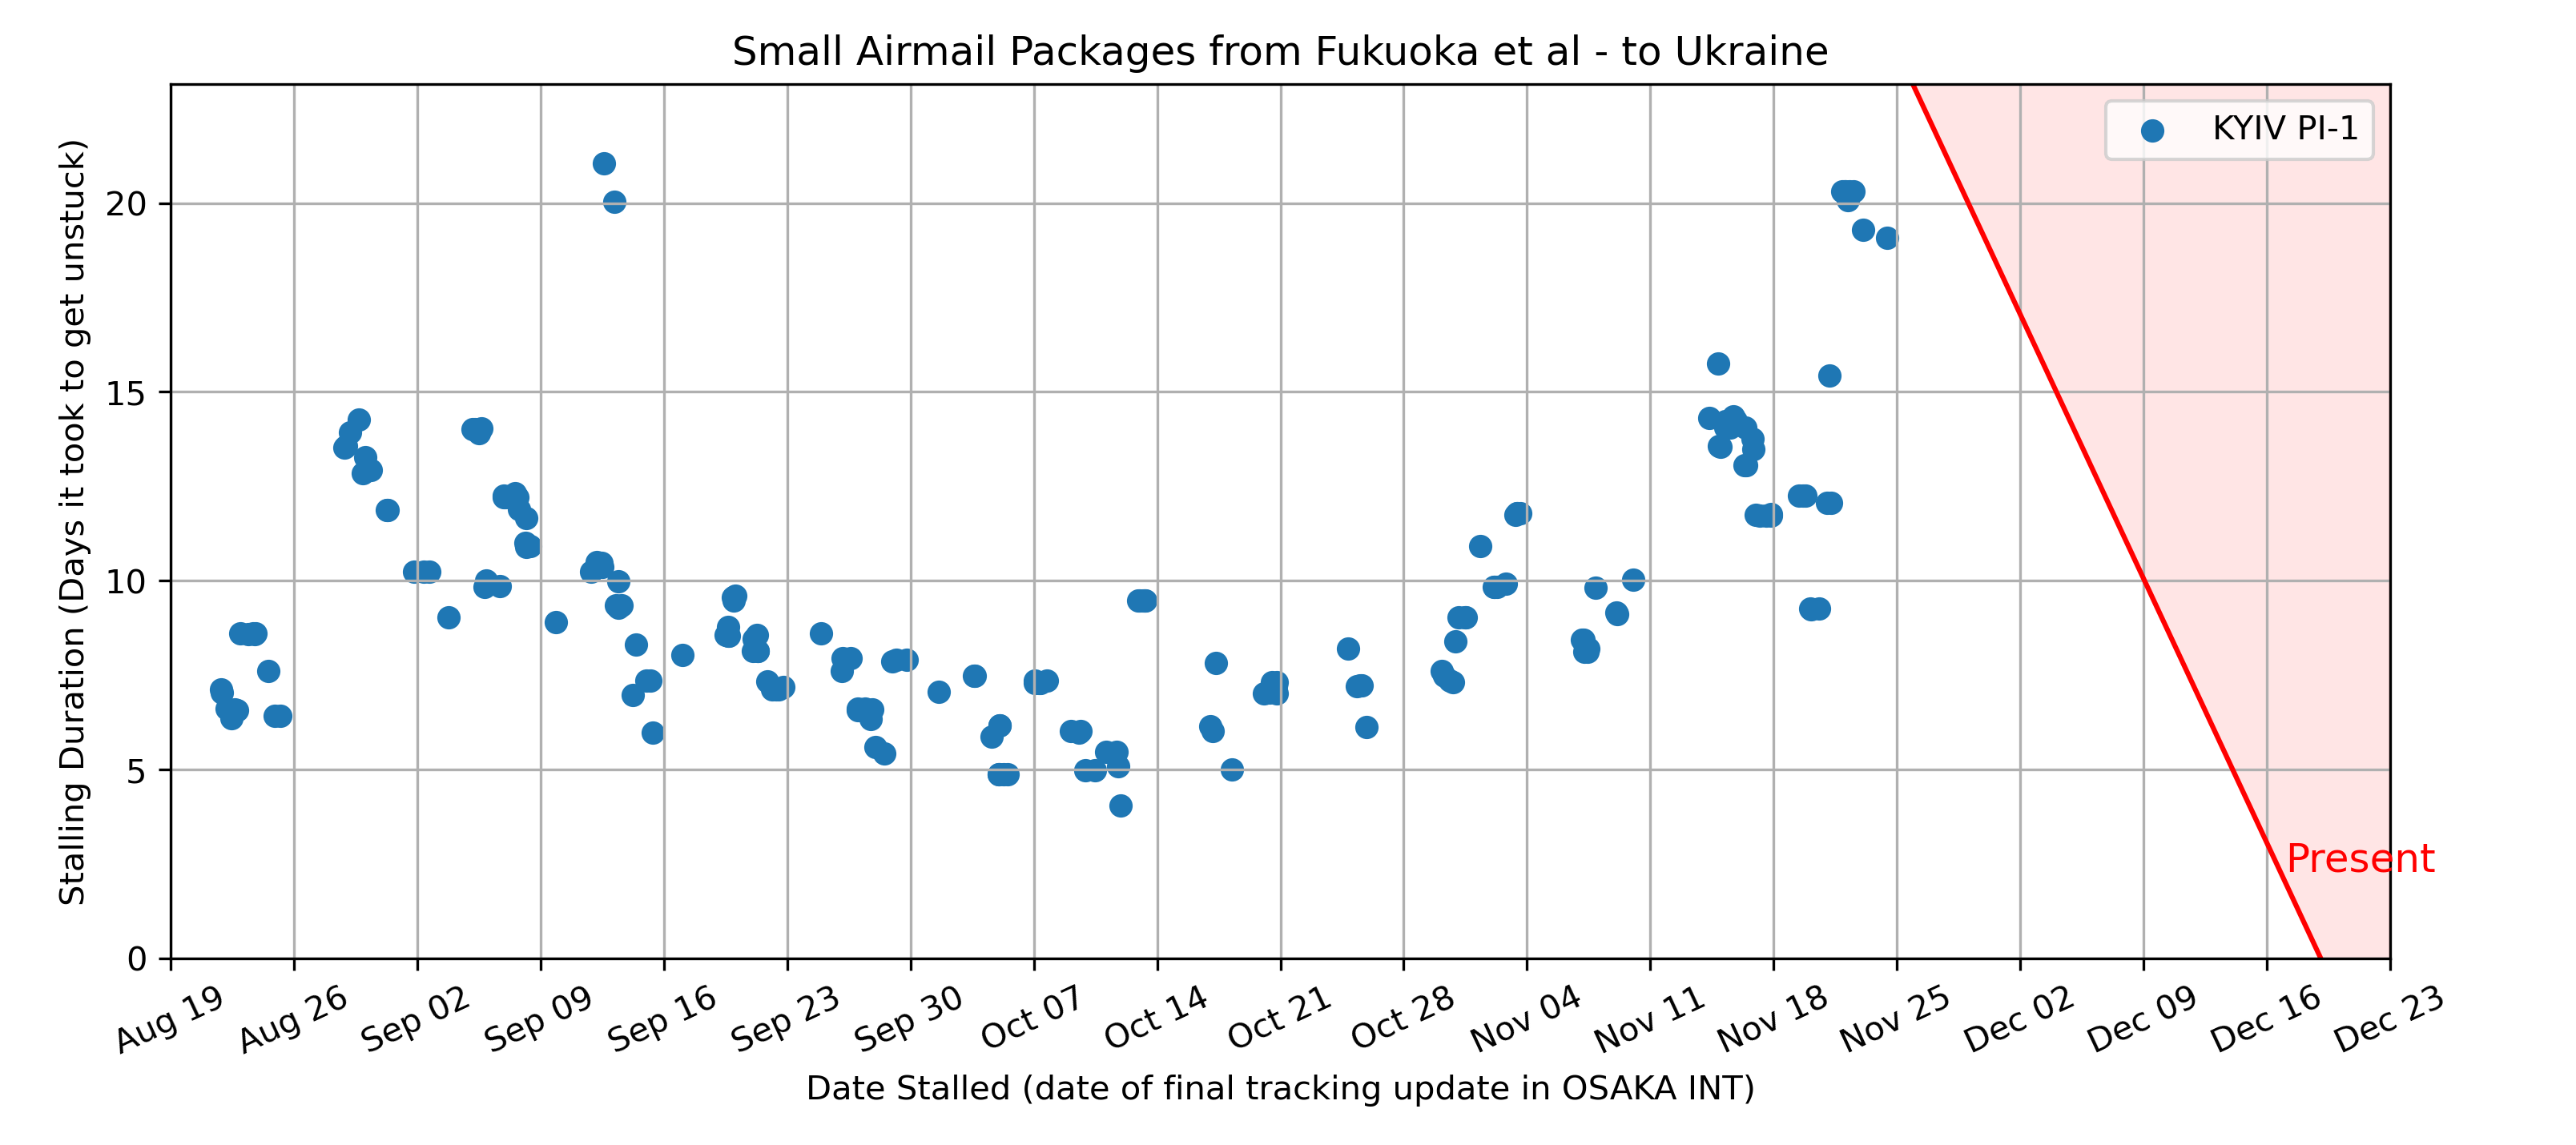 Small Airmail Packages from Fukuoka et al - to Ukraine
KYIV PI-1
Stalling Duration (Days it took to get unstuck)
20
15
10
5
0
Present
Aug 19
Aug 26
Sep 02
Sep 09
Sep 16
Sep 23
Sep 30
Oct 07
Oct 14
Oct 21
Oct 28
Nov 04
Nov 11
Nov 18
Nov 25
Dec 02
Dec 09
Dec 16
Dec 23
Date Stalled (date of final tracking update in OSAKA INT)